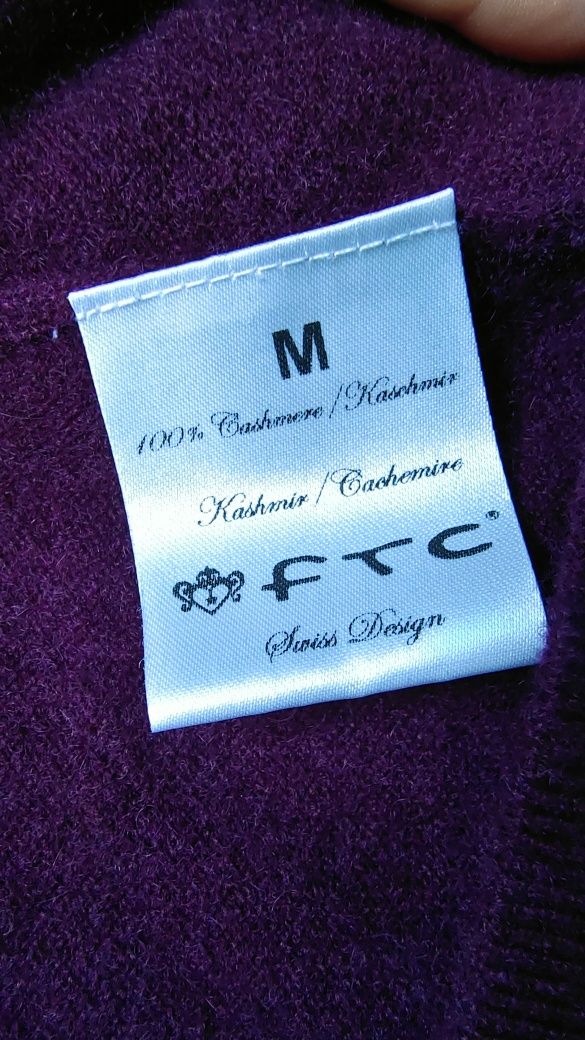 M
100% Cashmere/Kaschmir
Kashmir/Cachemire
FTC®
Swiss Design